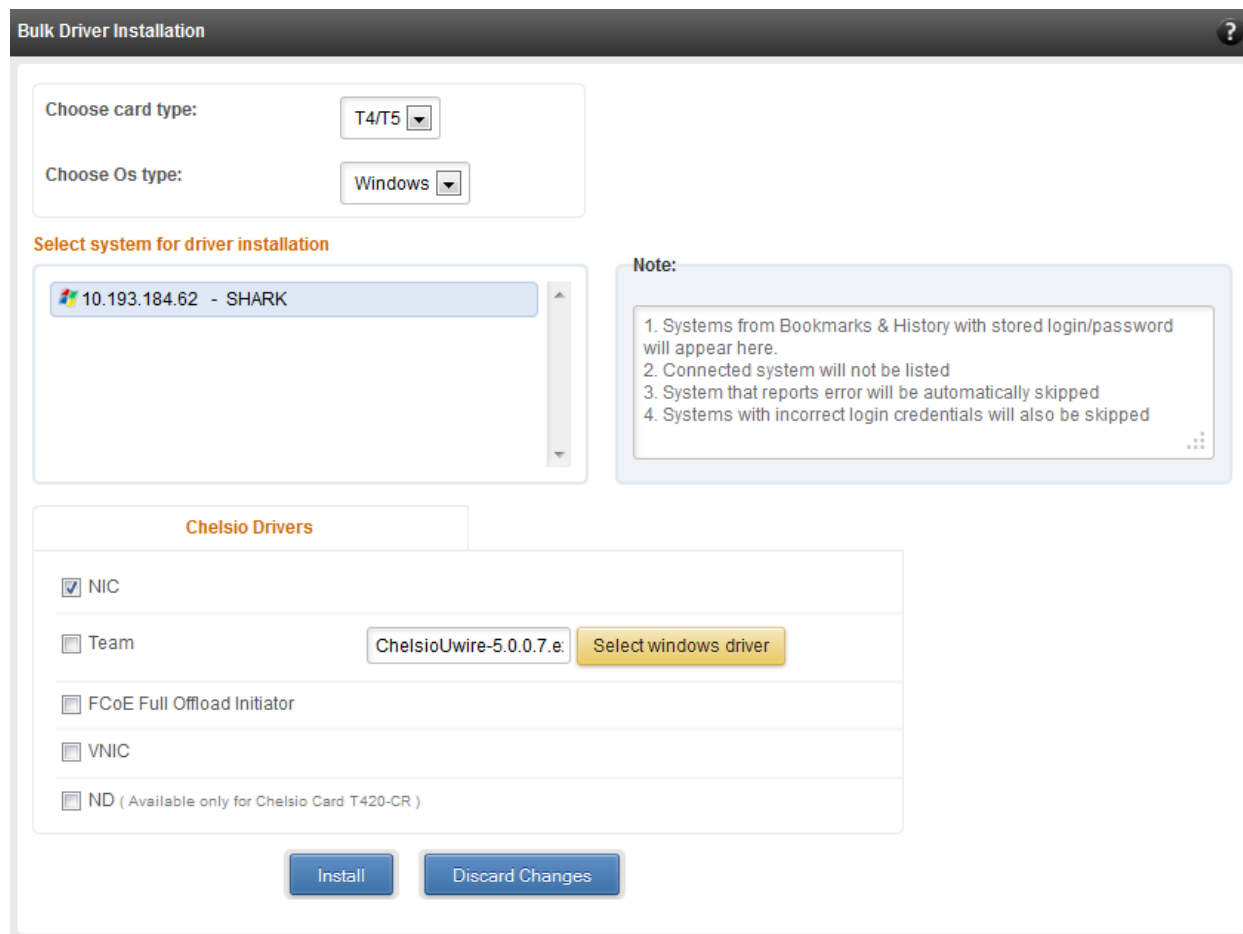 Bulk Driver Installation
?
Choose card type:
T4/T5
Choose Os type:
Windows
Select system for driver installation
10.193.184.62 - SHARK
Note:
1. Systems from Bookmarks & History with stored login/password
will appear here.
2. Connected system will not be listed
3. System that reports error will be automatically skipped
4. Systems with incorrect login credentials will also be skipped
Chelsio Drivers
NIC
Team
ChelsioUwire-5.0.0.7.e
Select windows driver
FCoE Full Offload Initiator
VNIC
ND ( Available only for Chelsio Card T420-CR )
Install
Discard Changes